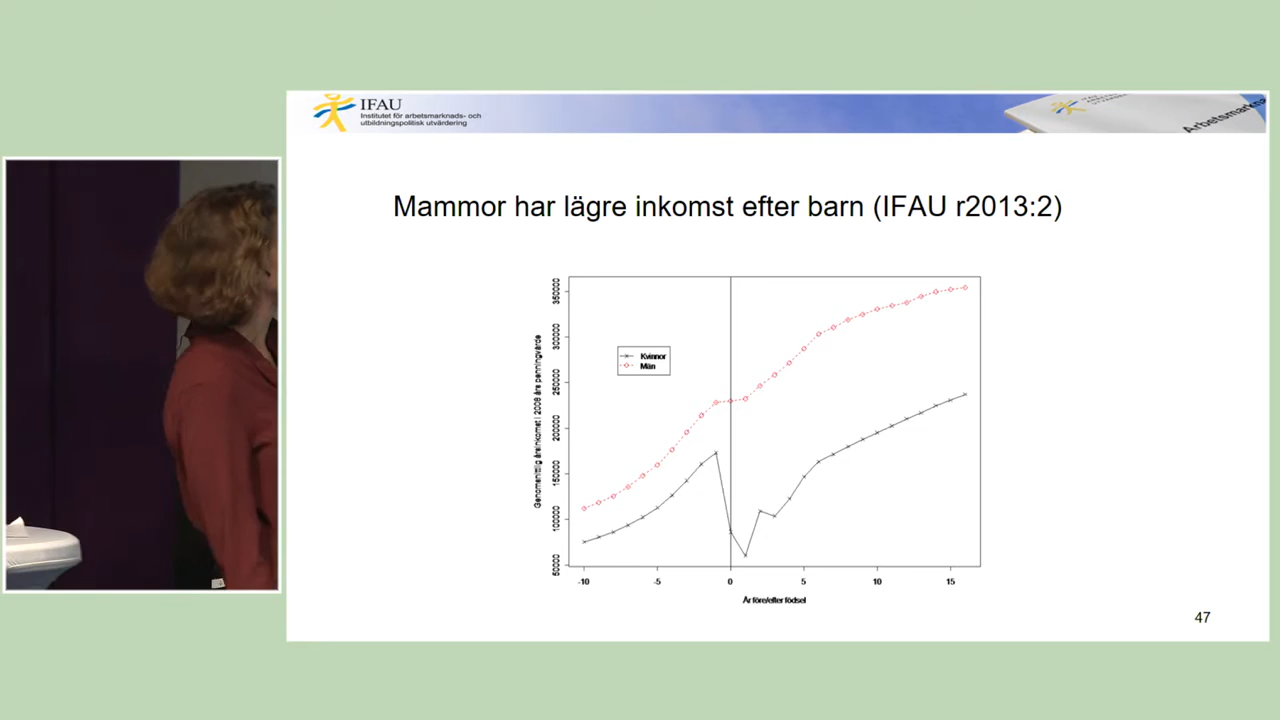 IFAU
Institutet för arbetsmarknads- och
utbildningspolitisk utvärdering
Arbetsmarkna
Mammor har lägre inkomst efter barn (IFAU r2013:2)
Genomsnittlig årsinkomst i 2008 års penningvärde
350000
300000
250000
200000
150000
100000
50000
Kvinnor
Män
-10
-5
0
5
10
15
År före/efter födsel
47